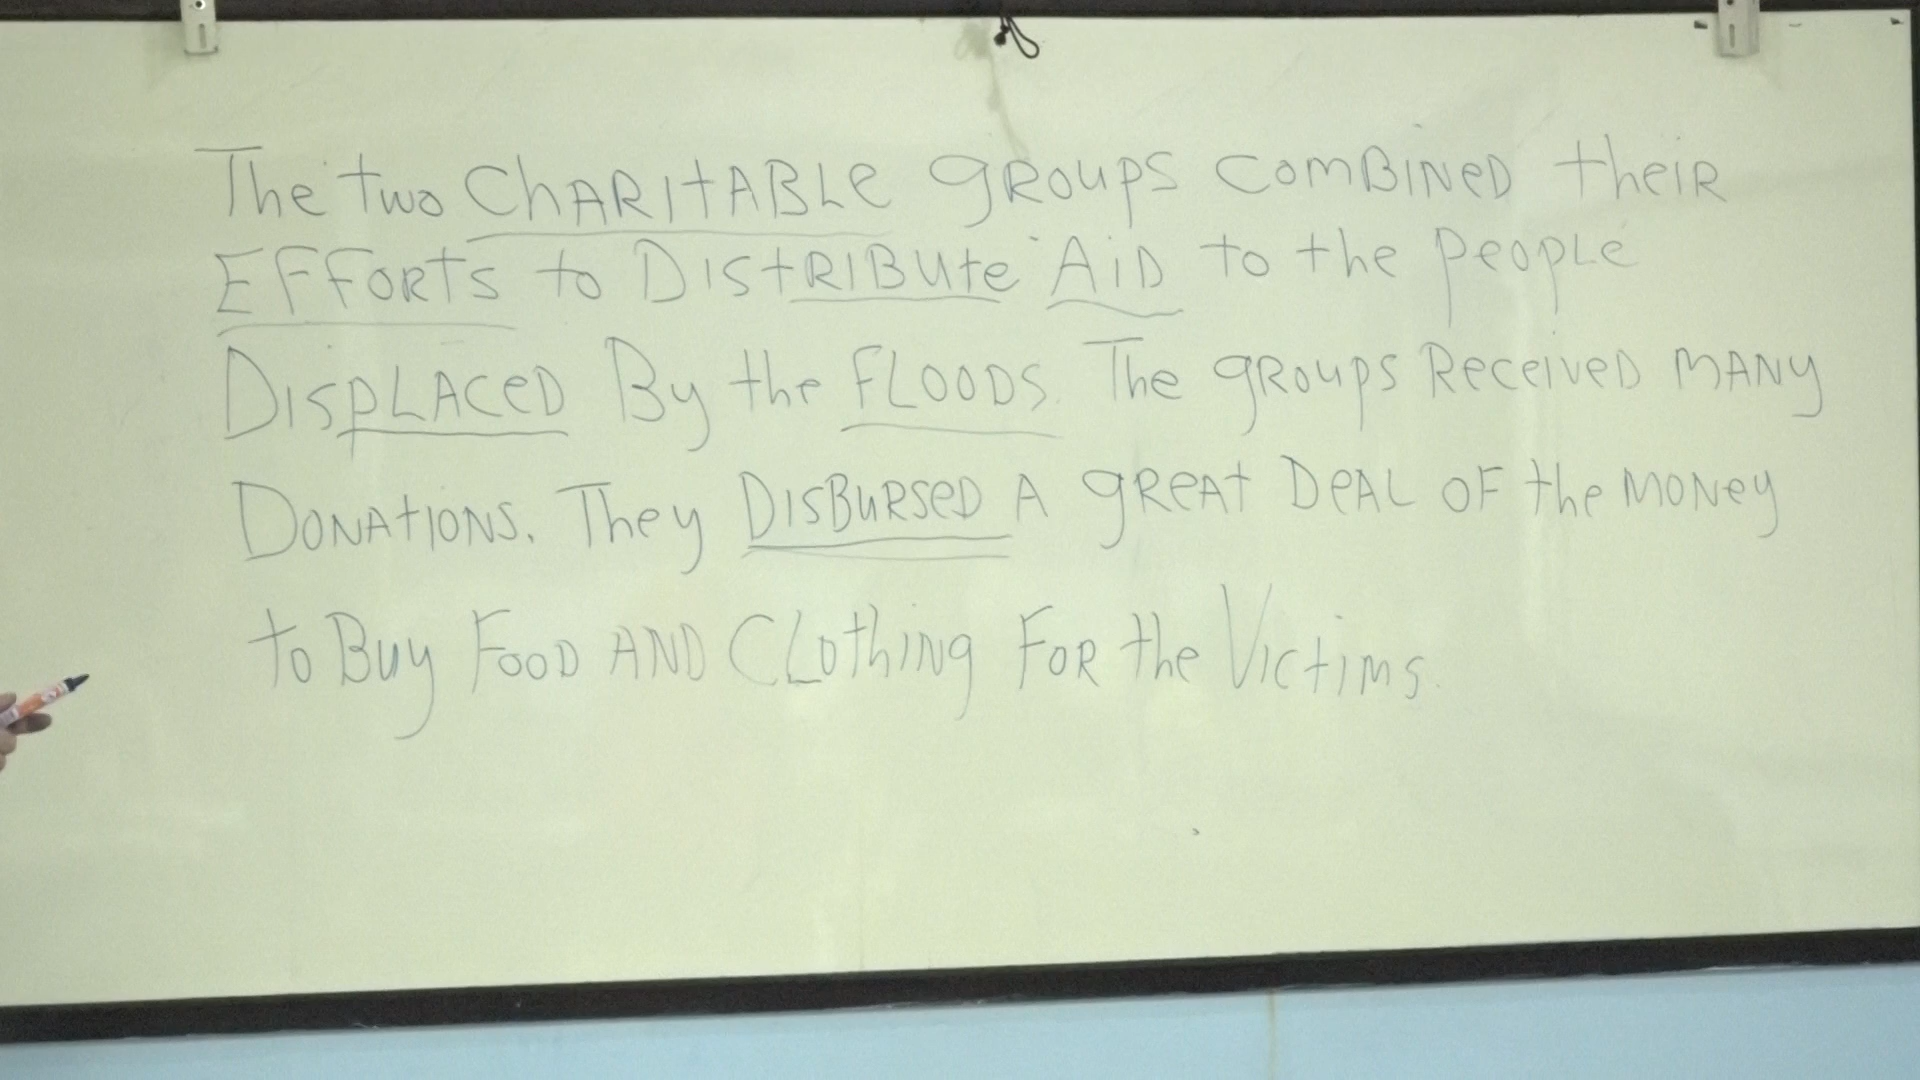 The two CHARITABLE groups combined their
Efforts to Distribute Aid to the people
Displaced By the Floods. The groups Received many
Donations. They Disbursed a great Deal of the money
to Buy Food and Clothing For the Victims.